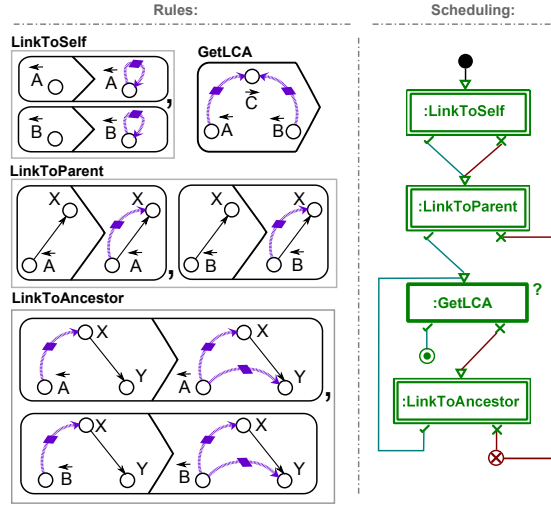 Rules:
Scheduling:
LinkToSelf
A
A
,
B
B
GetLCA
C
A
B
LinkToParent
X
A
X
A
,
X
B
X
B
LinkToAncestor
X
A
Y
X
A
Y
,
X
B
Y
X
B
Y
:LinkToSelf
:LinkToParent
:GetLCA
?
:LinkToAncestor